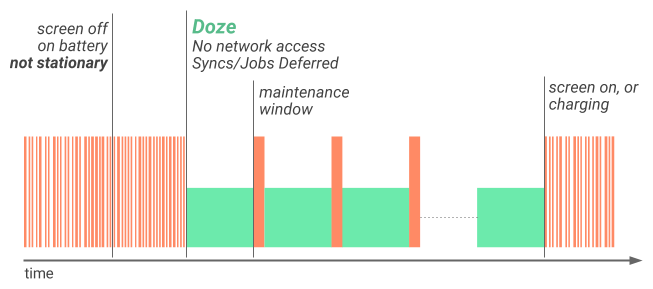 screen off
on battery
not stationary
Doze
No network access
Syncs/Jobs Deferred
maintenance
window
screen on, or
charging
time